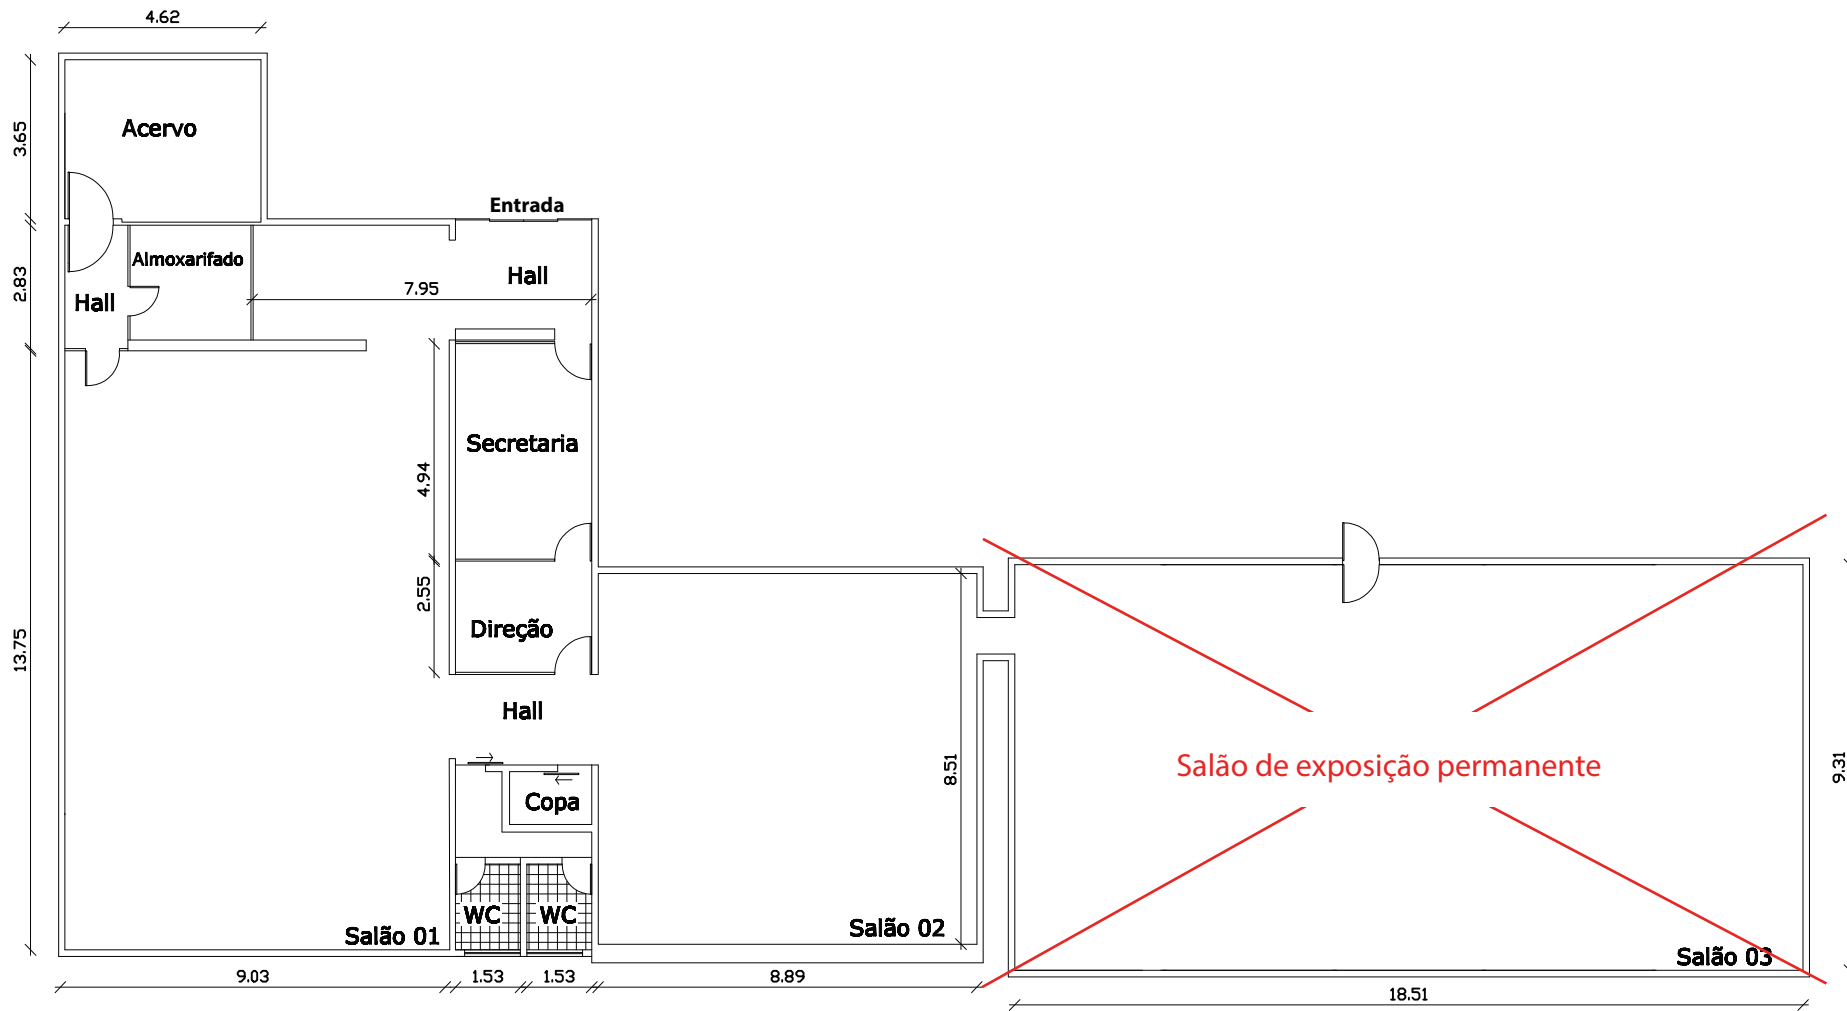 4.62
3.65
Acervo
Entrada
Almoxarifado
Hall
2.83
7.95
Hall
Secretaria
4.94
2.55
Direção
13.75
Hall
8.51
Salão de exposição permanente
9.31
Copa
WC
WC
Salão 01
Salão 02
Salão 03
9.03
1.53
1.53
8.89
18.51